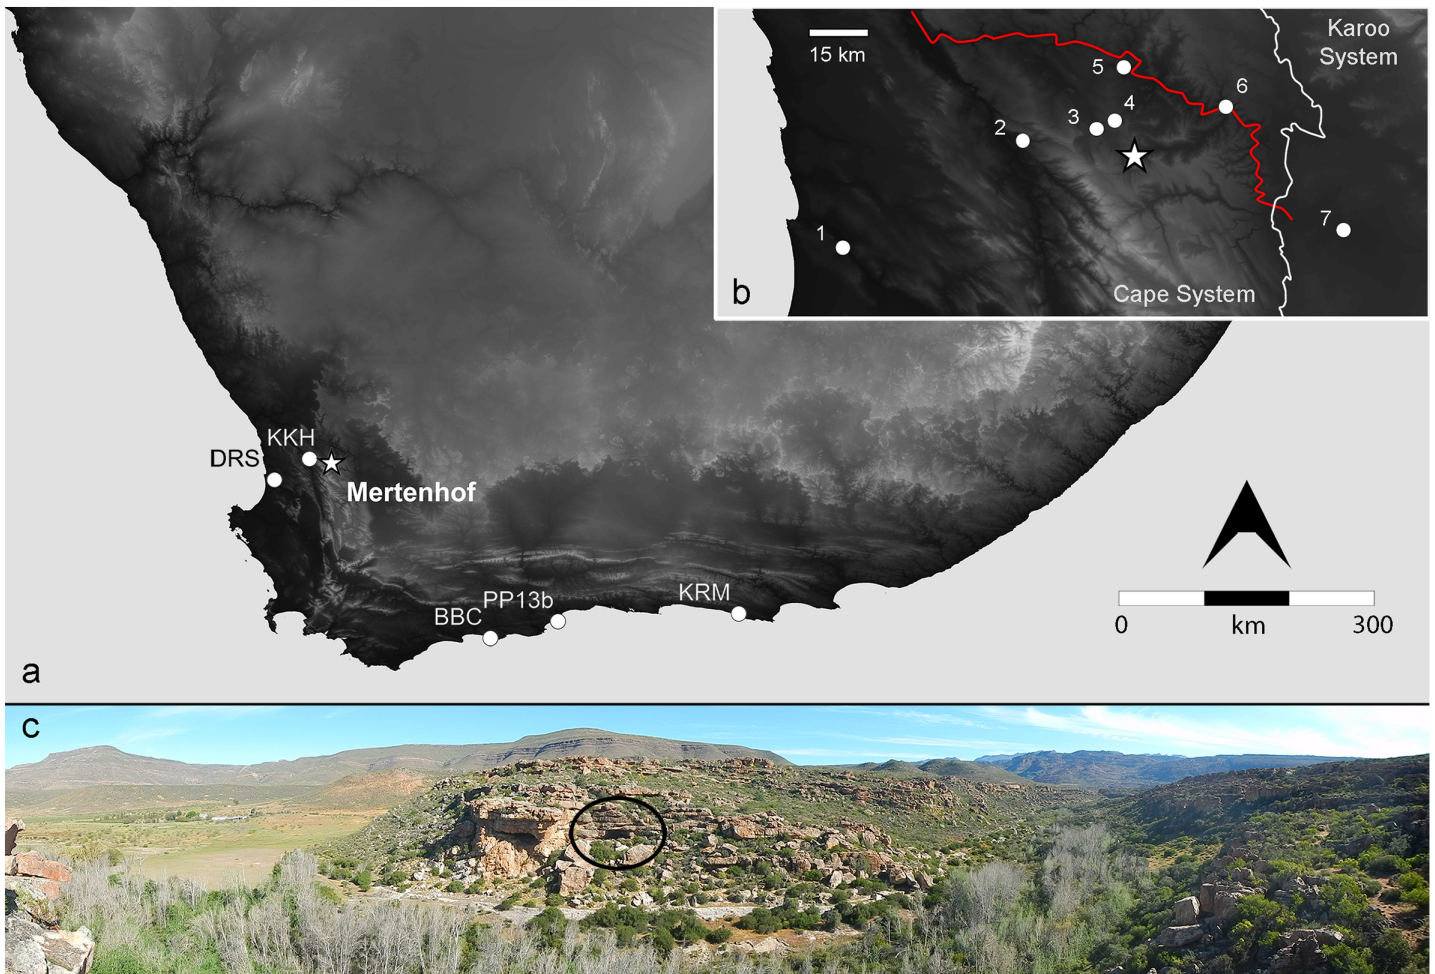 a
KKH
DRS
Mertenhof
BBC
PP13b
KRM
0 km 300
b
15 km
Karoo
System
1
2
3
4
5
6
7
Cape System
c